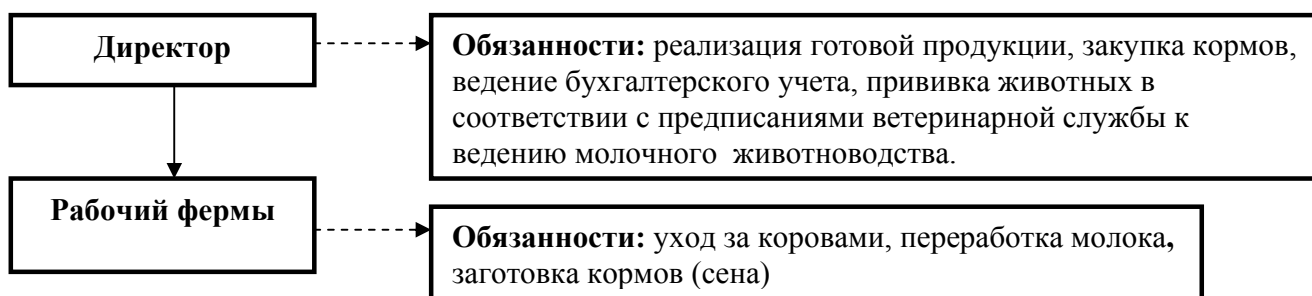 Директор
Обязанности: реализация готовой продукции, закупка кормов,
ведение бухгалтерского учета, прививка животных в
соответствии с предписаниями ветеринарной службы к
ведению молочного животноводства.
Рабочий фермы
Обязанности: уход за коровами, переработка молока,
заготовка кормов (сена)